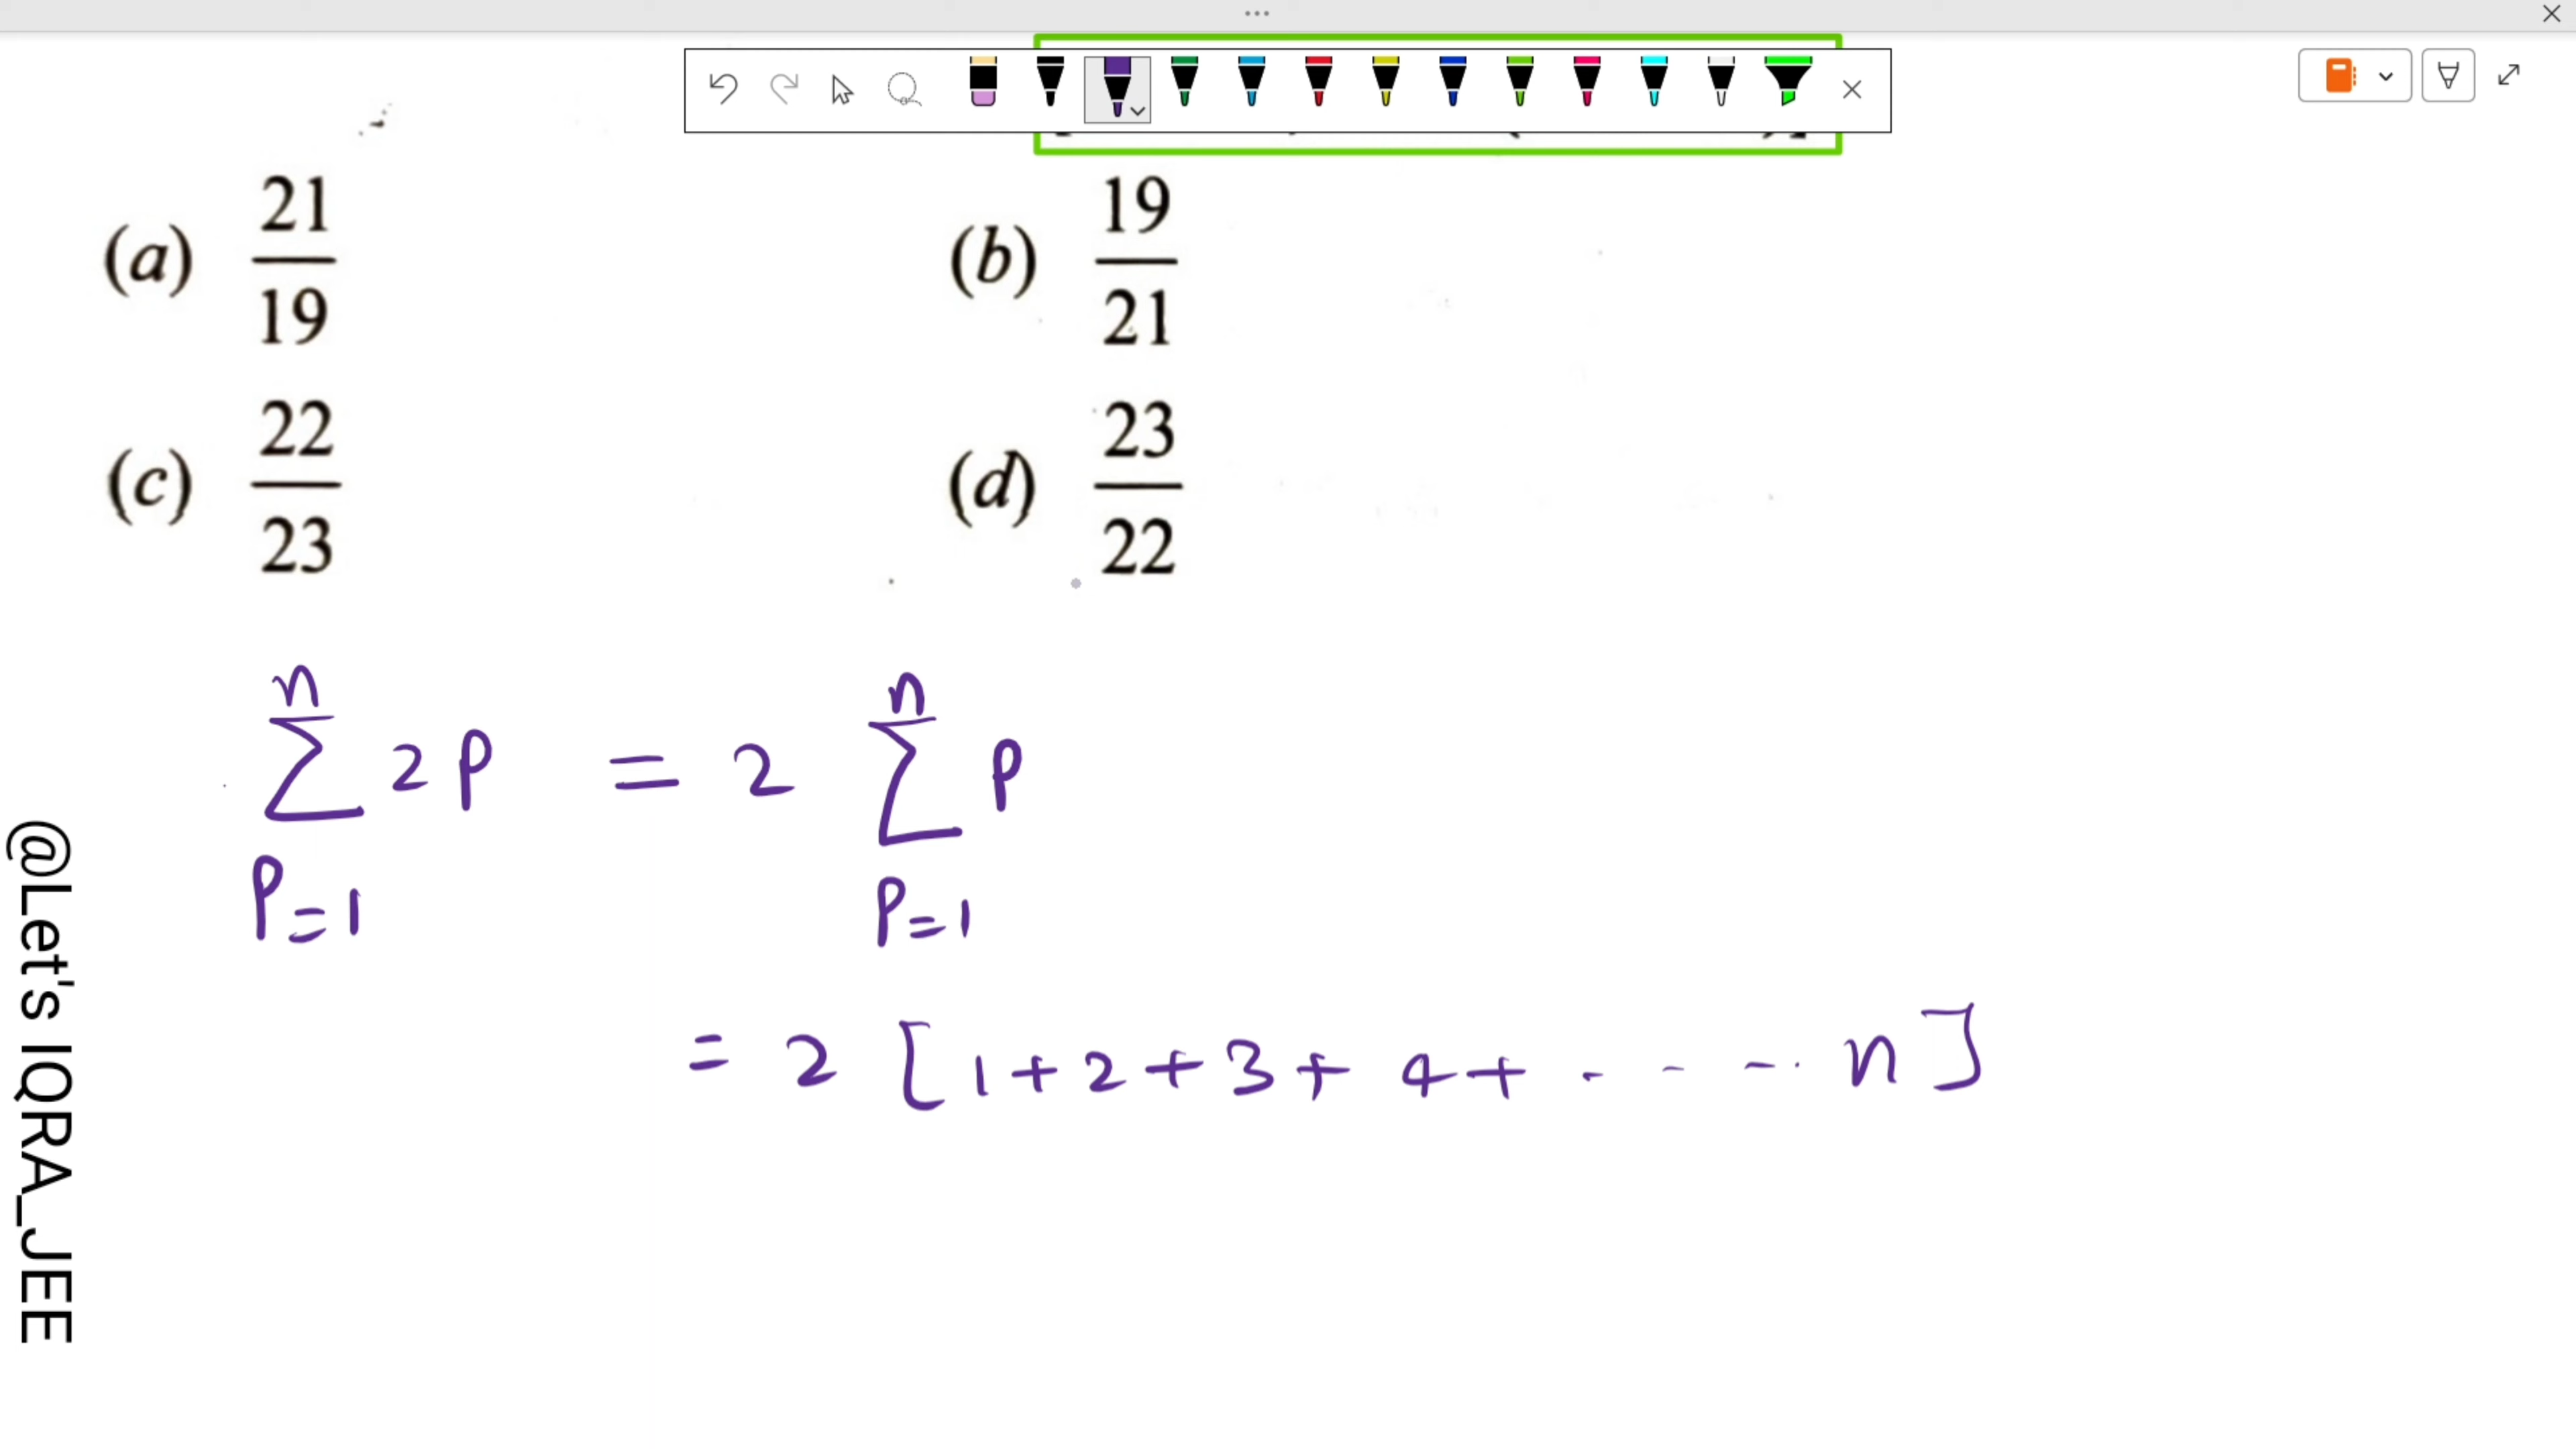 (a) 21/19 (b) 19/21
(c) 22/23 (d) 23/22
n n
∑ 2P = 2 ∑ P
P=1 P=1
= 2 [1+2+3+ 4+ · - -· n]
@Let's IQRA_JEE